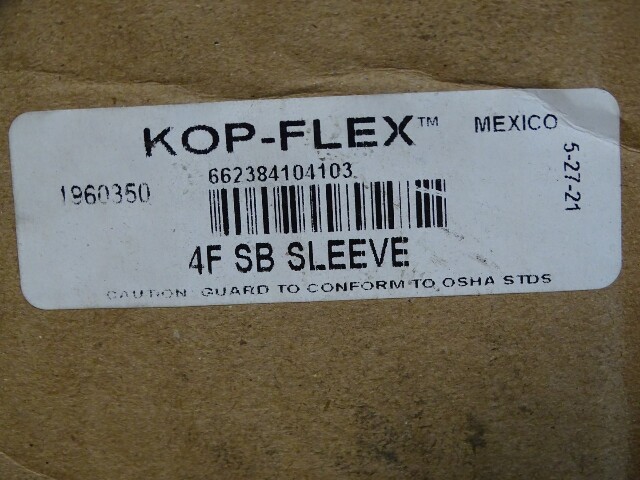 KOP-FLEX™
MEXICO
5-27-21
662384104103
1960350
4F SB SLEEVE
CAUTION: GUARD TO CONFORM TO OSHA STDS